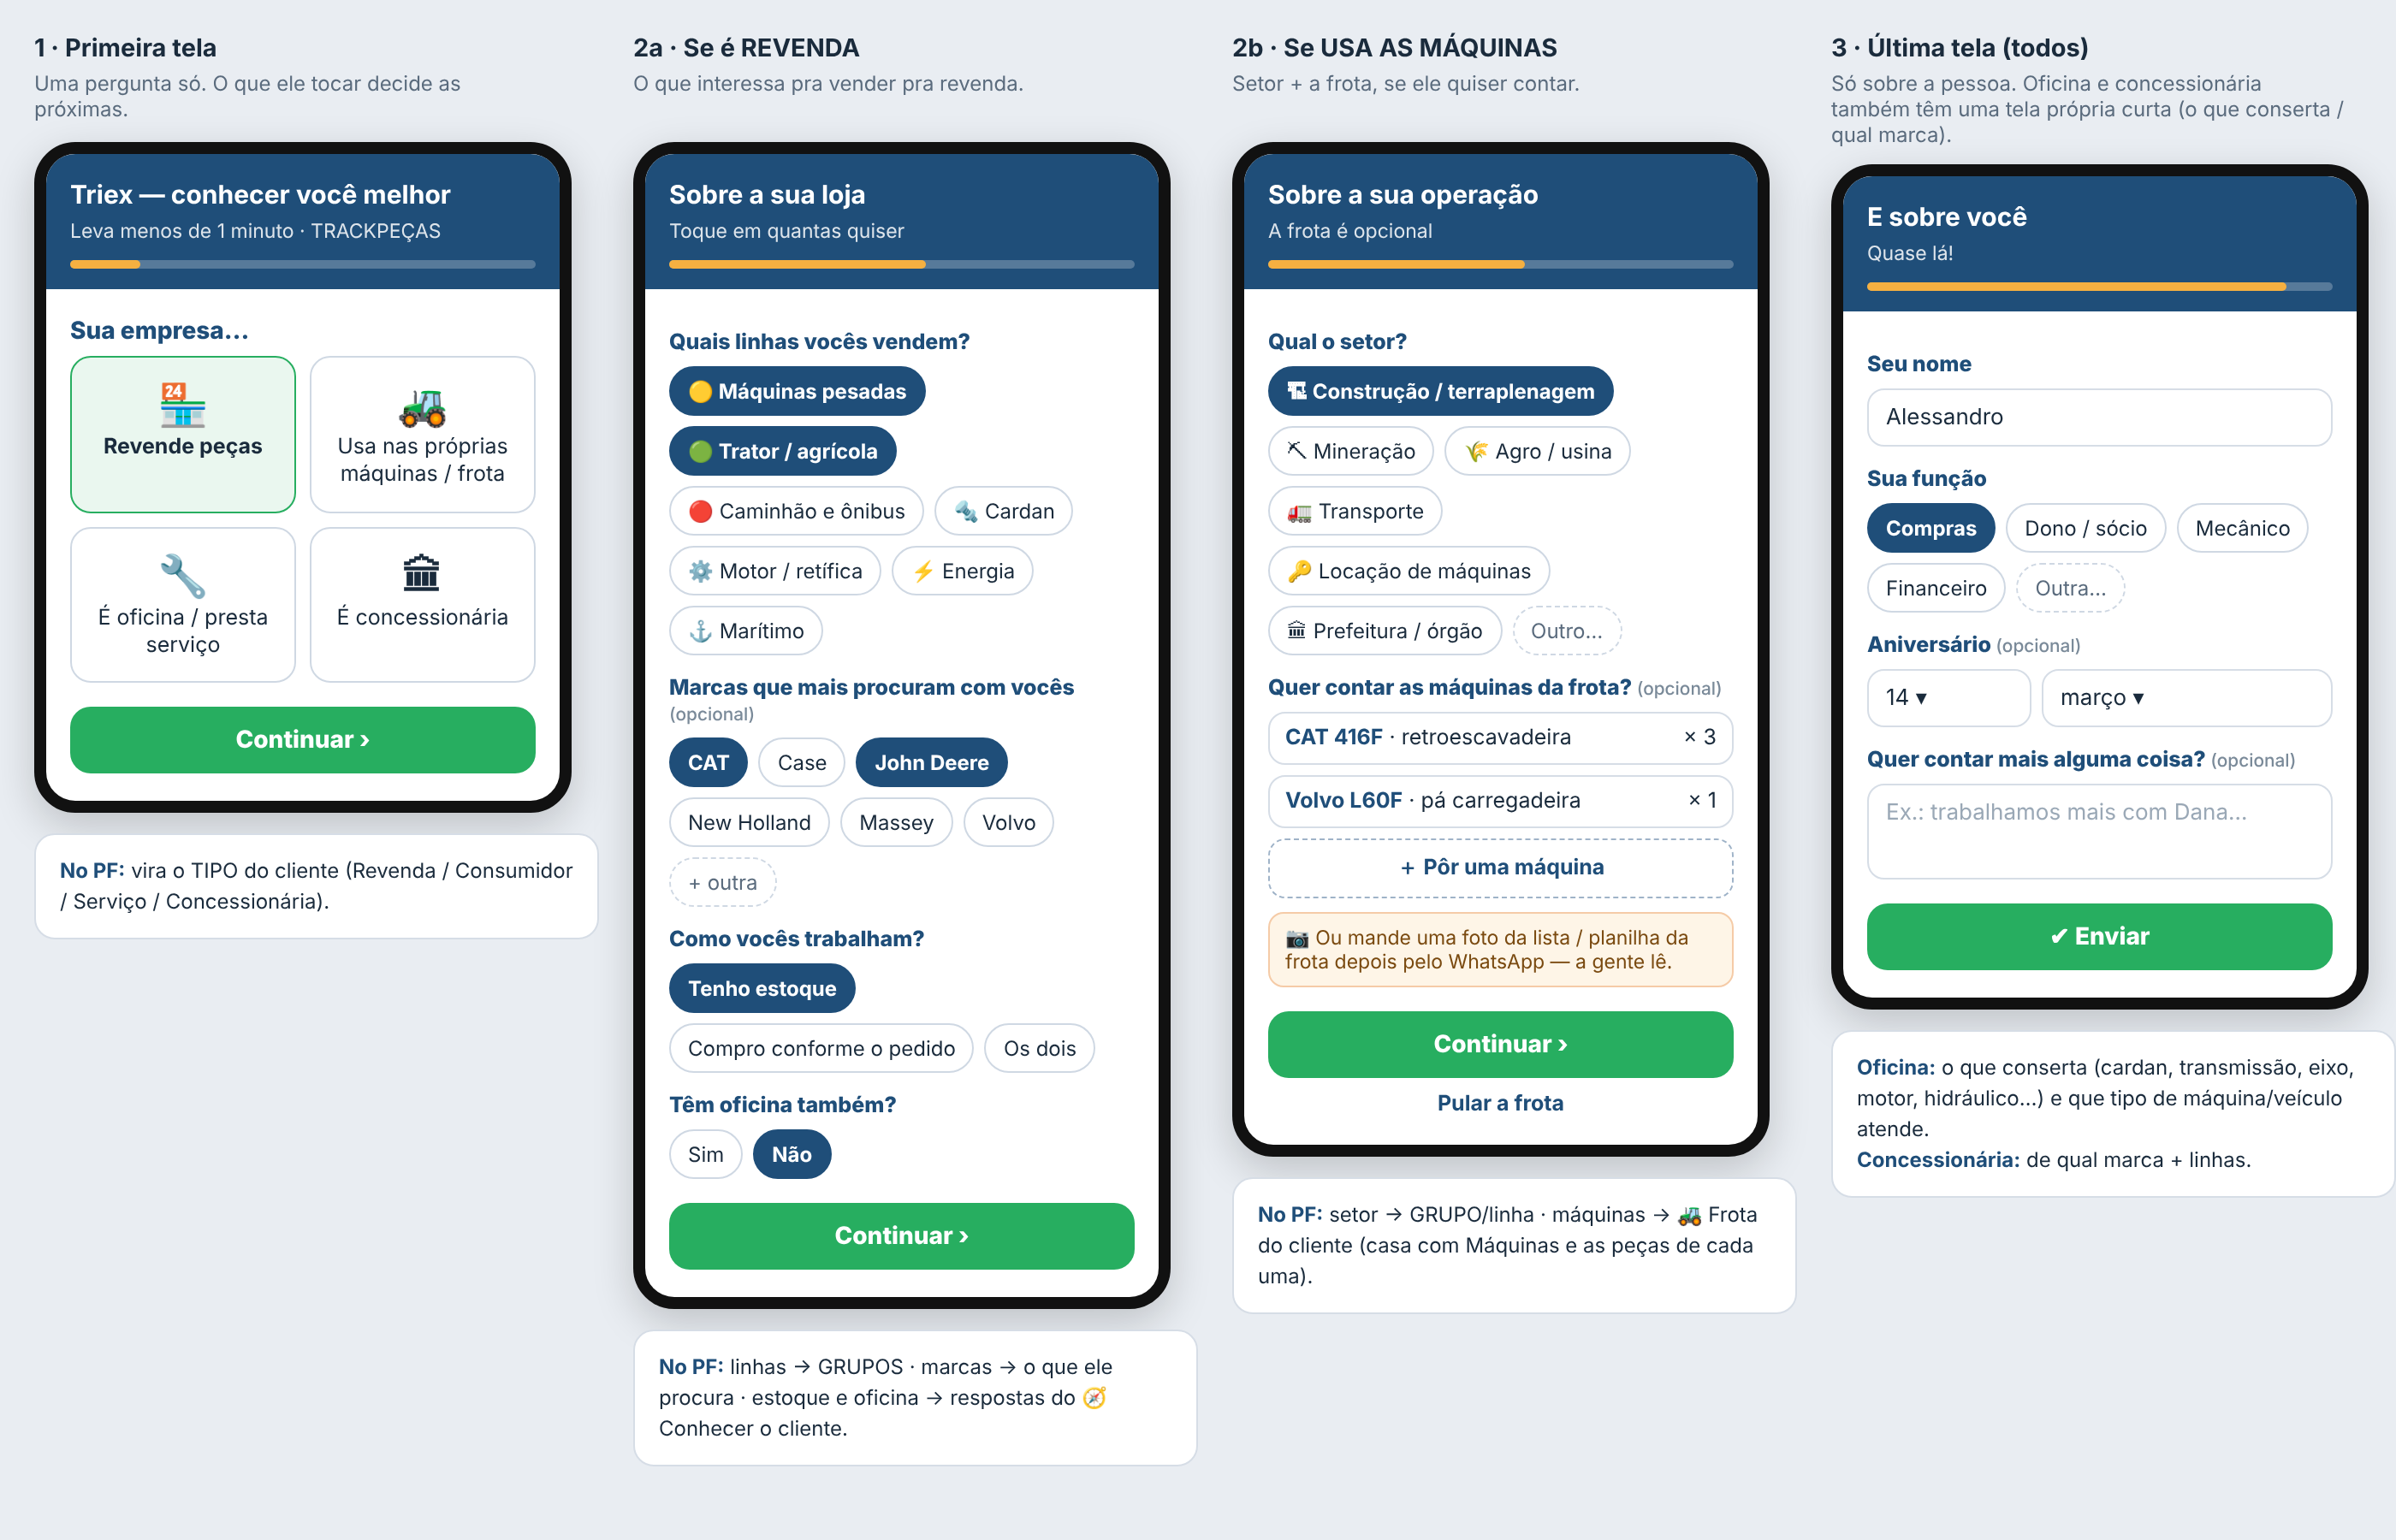 1 · Primeira tela
Uma pergunta só. O que ele tocar decide as
próximas.
Triex — conhecer você melhor
Leva menos de 1 minuto · TRACKPEÇAS
Sua empresa...
24
Revende peças
Usa nas próprias
máquinas / frota
É oficina / presta
serviço
É concessionária
Continuar ›
No PF: vira o TIPO do cliente (Revenda / Consumidor
/ Serviço / Concessionária).
2a · Se é REVENDA
O que interessa pra vender pra revenda.
Sobre a sua loja
Toque em quantas quiser
Quais linhas vocês vendem?
🟡 Máquinas pesadas
🟢 Trator / agrícola
🔴 Caminhão e ônibus
🔩 Cardan
⚙️ Motor / retífica
⚡ Energia
⚓ Marítimo
Marcas que mais procuram com vocês
(opcional)
CAT
Case
John Deere
New Holland
Massey
Volvo
+ outra
Como vocês trabalham?
Tenho estoque
Compro conforme o pedido
Os dois
Têm oficina também?
Sim
Não
Continuar ›
No PF: linhas → GRUPOS · marcas → o que ele
procura · estoque e oficina → respostas do 🧭
Conhecer o cliente.
2b · Se USA AS MÁQUINAS
Setor + a frota, se ele quiser contar.
Sobre a sua operação
A frota é opcional
Qual o setor?
🏗 Construção / terraplenagem
⛏ Mineração
🌾 Agro / usina
🚛 Transporte
🔑 Locação de máquinas
🏛 Prefeitura / órgão
Outro...
Quer contar as máquinas da frota? (opcional)
CAT 416F · retroescavadeira × 3
Volvo L60F · pá carregadeira × 1
+ Pôr uma máquina
📷 Ou mande uma foto da lista / planilha da
frota depois pelo WhatsApp — a gente lê.
Continuar ›
Pular a frota
No PF: setor → GRUPO/linha · máquinas → 🚜 Frota
do cliente (casa com Máquinas e as peças de cada
uma).
3 · Última tela (todos)
Só sobre a pessoa. Oficina e concessionária
também têm uma tela própria curta (o que conserta /
qual marca).
E sobre você
Quase lá!
Seu nome
Alessandro
Sua função
Compras
Dono / sócio
Mecânico
Financeiro
Outra...
Aniversário (opcional)
14 ▾
março ▾
Quer contar mais alguma coisa? (opcional)
Ex.: trabalhamos mais com Dana...
✔ Enviar
Oficina: o que conserta (cardan, transmissão, eixo,
motor, hidráulico...) e que tipo de máquina/veículo
atende.
Concessionária: de qual marca + linhas.